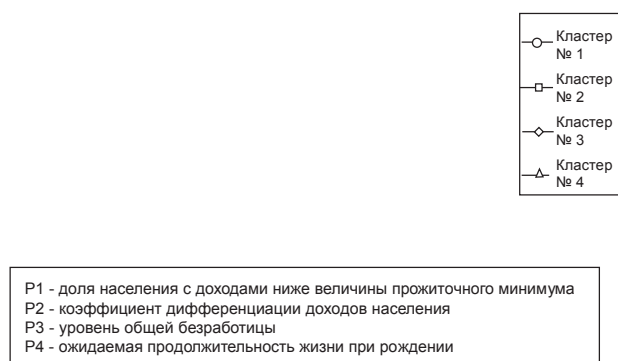 Кластер
№ 1
Кластер
№ 2
Кластер
№ 3
Кластер
№ 4
P1 - доля населения с доходами ниже величины прожиточного минимума
P2 - коэффициент дифференциации доходов населения
P3 - уровень общей безработицы
P4 - ожидаемая продолжительность жизни при рождении